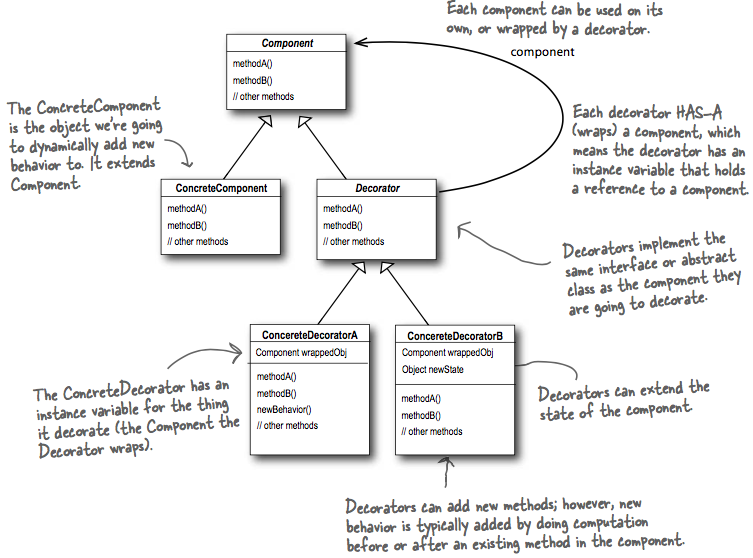 Each component can be used on its
own, or wrapped by a decorator.
component
Component
methodA()
methodB()
// other methods
The ConcreteComponent
is the object we're going
to dynamically add new
behavior to. It extends
Component.
Each decorator HAS-A
(wraps) a component, which
means the decorator has an
instance variable that holds
a reference to a component.
ConcreteComponent
methodA()
methodB()
// other methods
Decorator
methodA()
methodB()
// other methods
Decorators implement the
same interface or abstract
class as the component they
are going to decorate.
ConcereteDecoratorA
Component wrappedObj
methodA()
methodB()
newBehavior()
// other methods
ConcereteDecoratorB
Component wrappedObj
Object newState
methodA()
methodB()
// other methods
The ConcreteDecorator has an
instance variable for the thing
it decorate (the Component the
Decorator wraps).
Decorators can extend the
state of the component.
Decorators can add new methods; however, new
behavior is typically added by doing computation
before or after an existing method in the component.